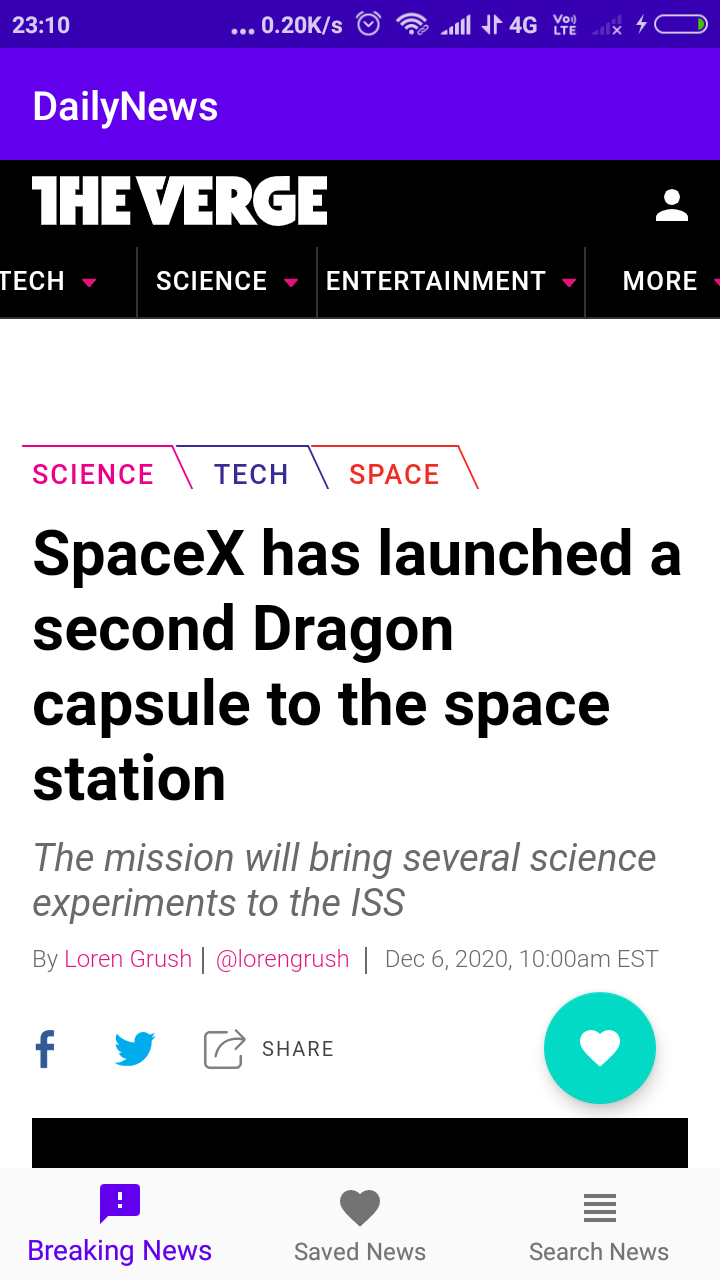 23:10
... 0.20K/s 4G Vo)) LTE
DailyNews
THE VERGE
TECH
SCIENCE
ENTERTAINMENT
MORE
SCIENCE
TECH
SPACE
SpaceX has launched a
second Dragon
capsule to the space
station
The mission will bring several science
experiments to the ISS
By Loren Grush | @lorengrush | Dec 6, 2020, 10:00am EST
SHARE
Breaking News
Saved News
Search News